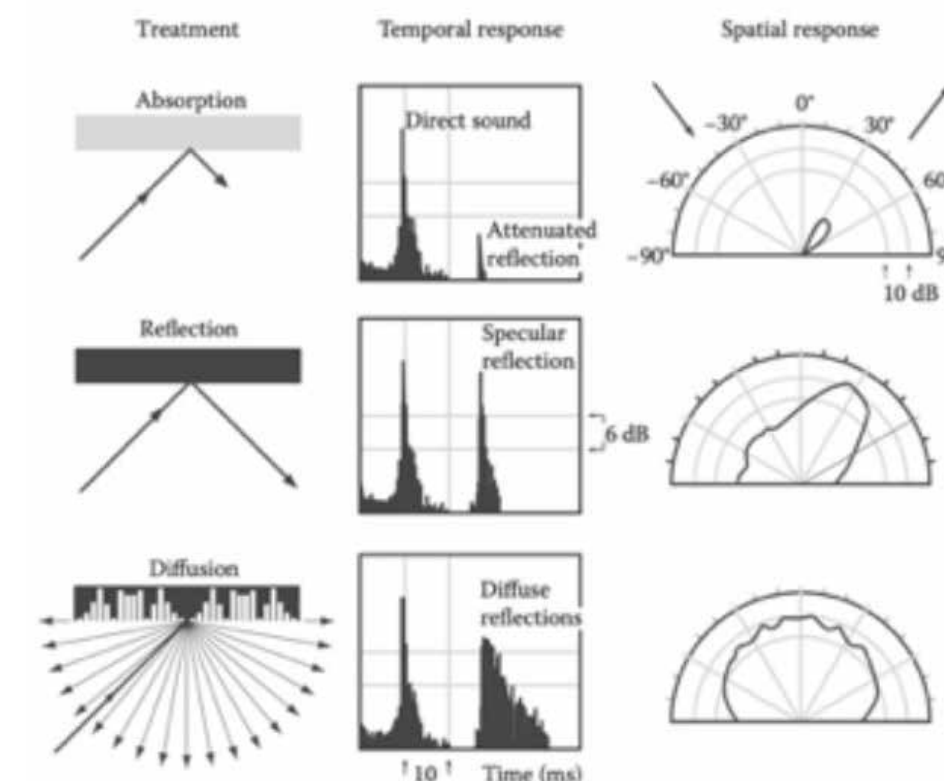 Treatment
Temporal response
Spatial response
Absorption
Direct sound
Attenuated
reflection
0°
-30°
30°
-60°
60
-90°
9
↑ ↑
10 dB
Reflection
Specular
reflection
6 dB
Diffusion
Diffuse
reflections
↑ 10 ↑
Time (ms)